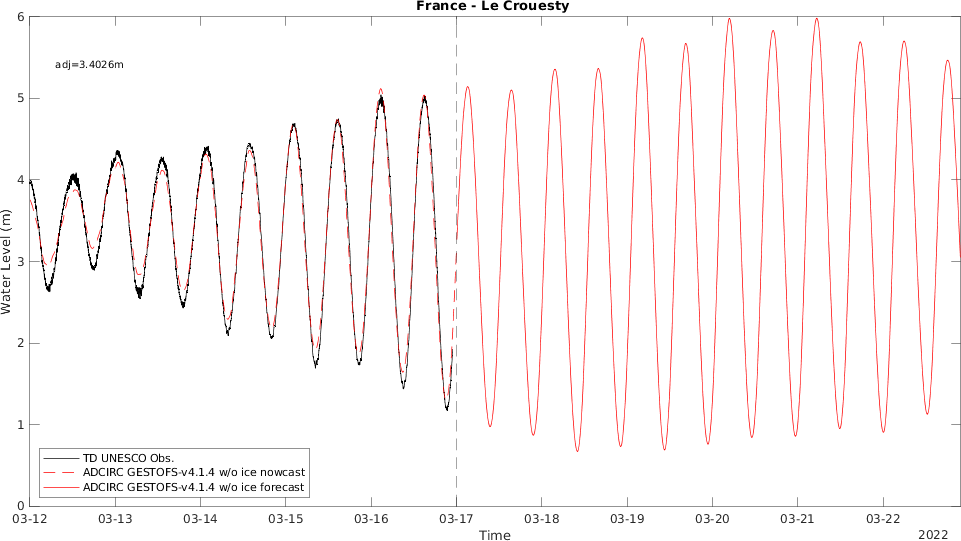 France - Le Crouesty
6
adj=3.4026m
5
4
3
2
1
0
Water Level (m)
TD UNESCO Obs.
ADCIRC GESTOFS-v4.1.4 w/o ice nowcast
ADCIRC GESTOFS-v4.1.4 w/o ice forecast
03-12 03-13 03-14 03-15 03-16 03-17 03-18 03-19 03-20 03-21 03-22
Time
2022